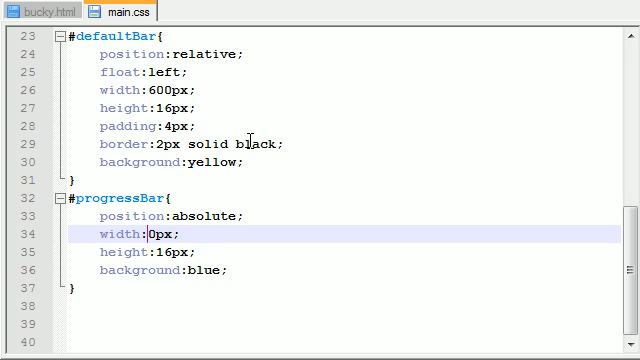 bucky.html main.css
23 #defaultBar{
24 position:relative;
25 float:left;
26 width:600px;
27 height:16px;
28 padding:4px;
29 border:2px solid black;
30 background:yellow;
31 }
32 #progressBar{
33 position:absolute;
34 width:0px;
35 height:16px;
36 background:blue;
37 }
38
39
40